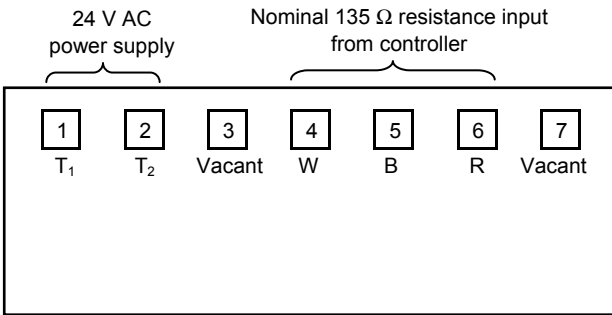 24 V AC
power supply
Nominal 135 Ω resistance input
from controller
1 2 3 4 5 6 7
T₁ T₂ Vacant W B R Vacant